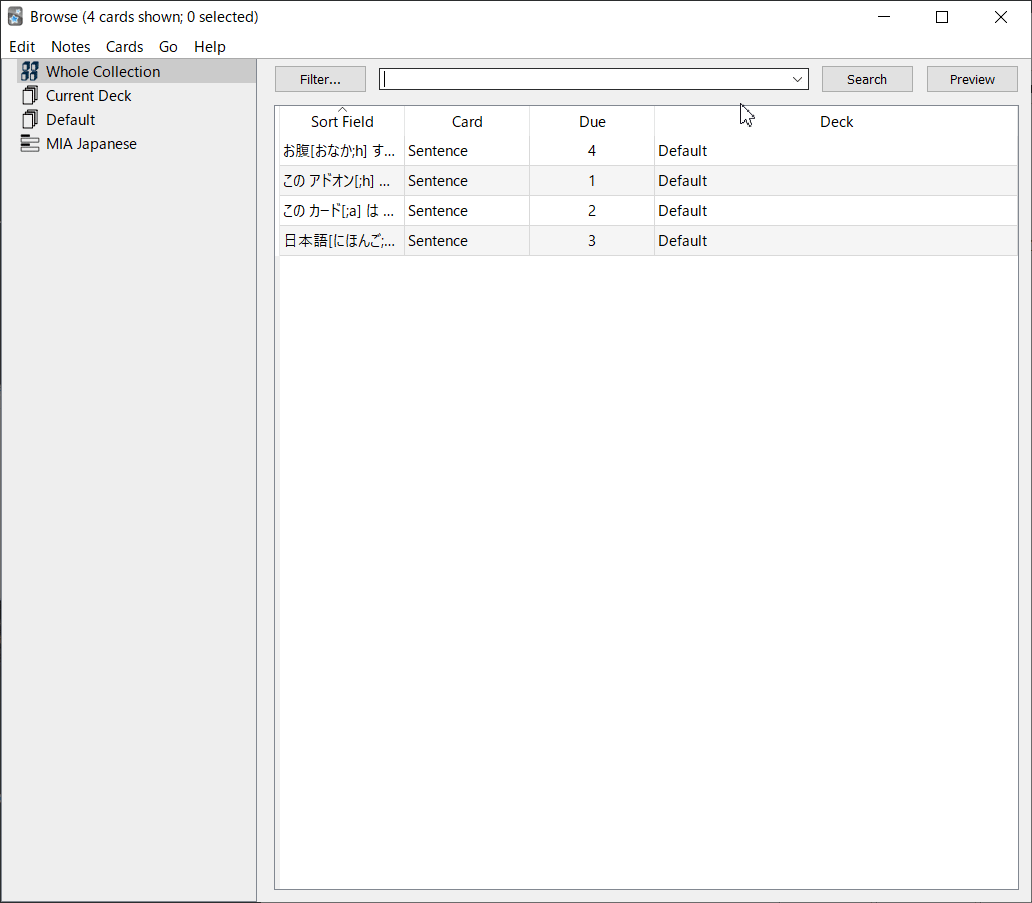 Browse (4 cards shown; 0 selected)
Edit Notes Cards Go Help
Whole Collection
Current Deck
Default
MIA Japanese
Filter... Search Preview
Sort Field Card Due Deck
お腹[おなか;h] す... Sentence 4 Default
この アドオン[;h] ... Sentence 1 Default
この カード[;a] は ... Sentence 2 Default
日本語[にほんご;... Sentence 3 Default